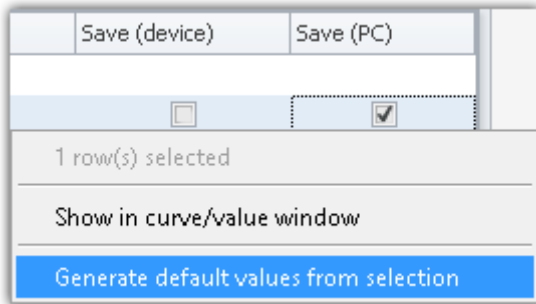 Save (device) Save (PC)
1 row(s) selected
Show in curve/value window
Generate default values from selection